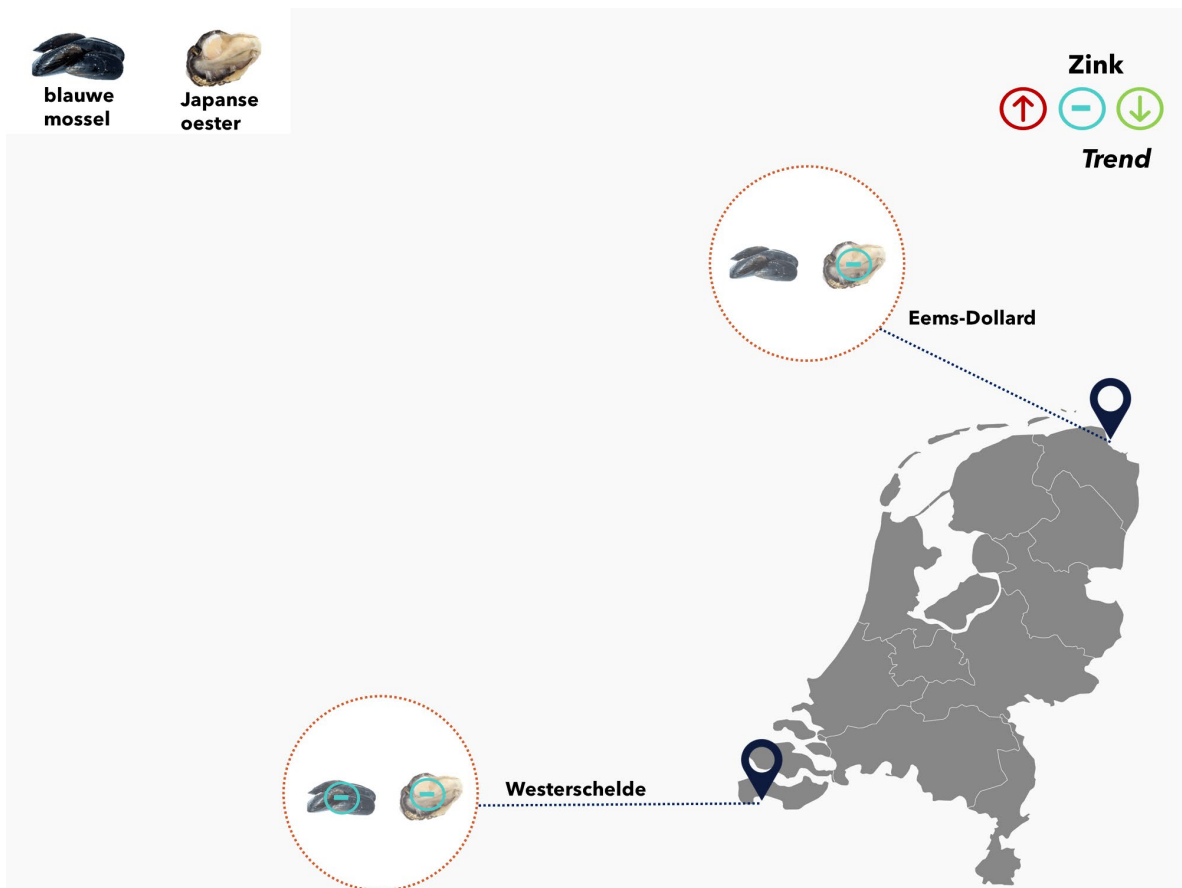 blauwe
mossel
Japanse
oester
Zink
Trend
Eems-Dollard
Westerschelde